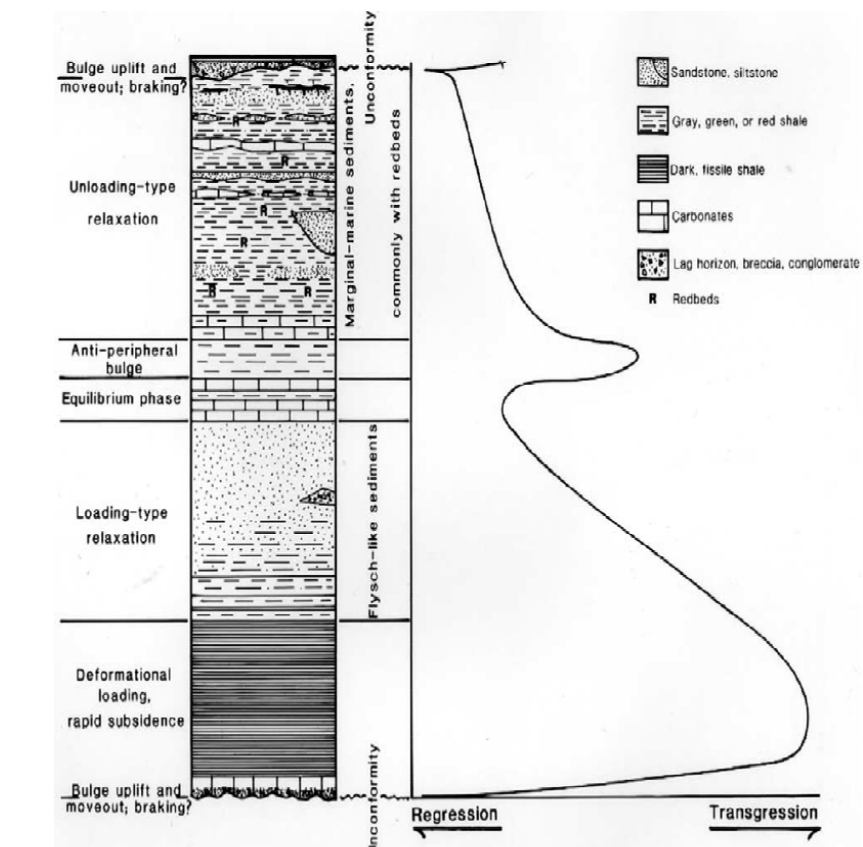 Bulge uplift and
moveout; braking?
Unloading-type
relaxation
Anti-peripheral
bulge
Equilibrium phase
Loading-type
relaxation
Deformational
loading,
rapid subsidence
Bulge uplift and
moveout; braking?
R
R
R
R
R
R
Unconformity
Marginal-marine sediments,
commonly with redbeds
Flysch-like sediments
Unconformity
Regression
Transgression
Sandstone, siltstone
Gray, green, or red shale
Dark, fissile shale
Carbonates
Lag horizon, breccia, conglomerate
R Redbeds